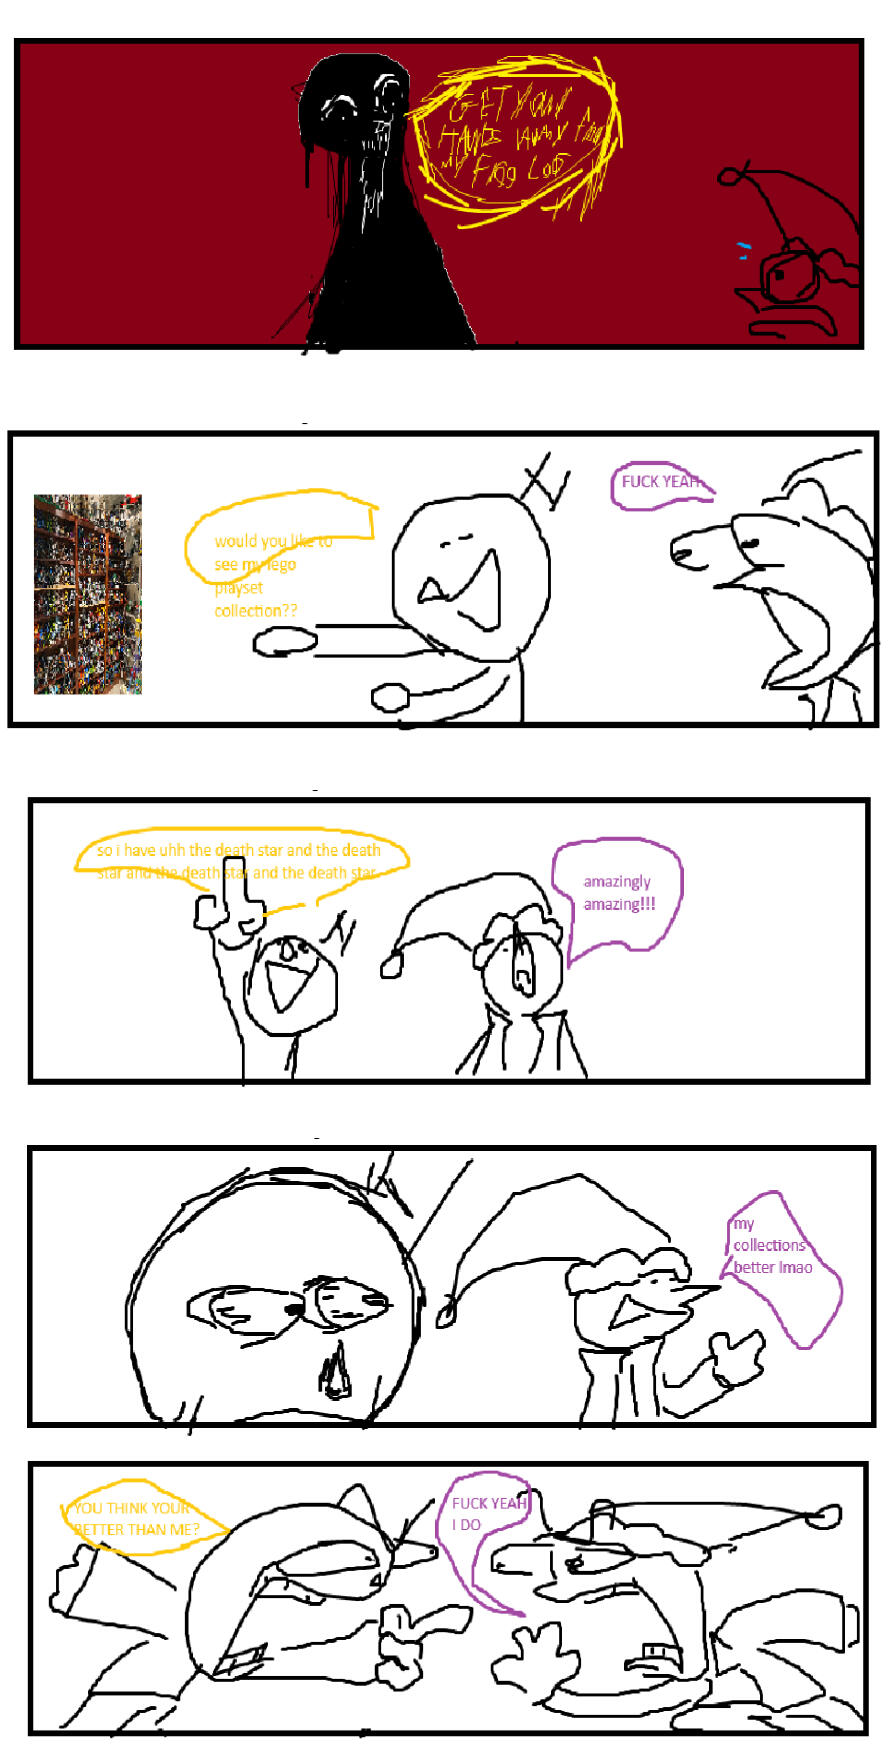 GET YOUR
HANDS AWAY FROM
MY FROG LOG
FUCK YEAH
would you like to
see my lego
playset
collection??
so i have uhh the death star and the death
star and the death star and the death star
amazingly
amazing!!!
my
collections
better lmao
YOU THINK YOUR
BETTER THAN ME?
FUCK YEAH
I DO